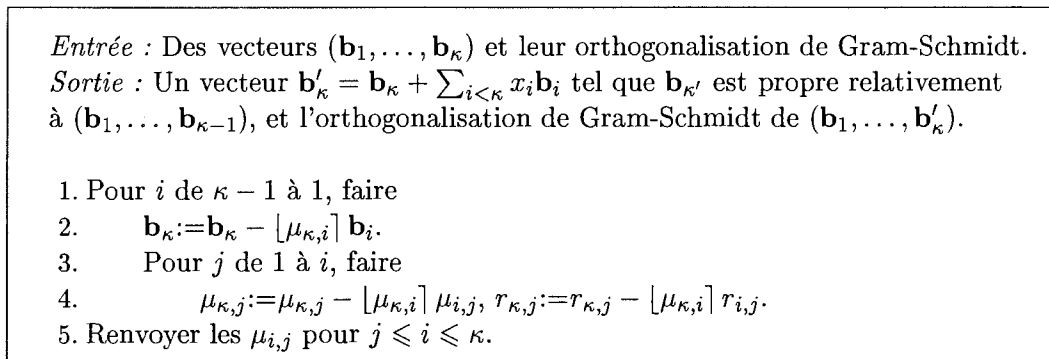 Entrée : Des vecteurs (b₁, . . . , b_κ) et leur orthogonalisation de Gram-Schmidt.
Sortie : Un vecteur b′_κ = b_κ + ∑_{i<κ} x_i b_i tel que b_{κ′} est propre relativement
à (b₁, . . . , b_{κ−1}), et l'orthogonalisation de Gram-Schmidt de (b₁, . . . , b′_κ).
1. Pour i de κ − 1 à 1, faire
2. b_κ:=b_κ − ⌊μ_{κ,i}⌉ b_i.
3. Pour j de 1 à i, faire
4. μ_{κ,j}:=μ_{κ,j} − ⌊μ_{κ,i}⌉ μ_{i,j}, r_{κ,j}:=r_{κ,j} − ⌊μ_{κ,i}⌉ r_{i,j}.
5. Renvoyer les μ_{i,j} pour j ⩽ i ⩽ κ.